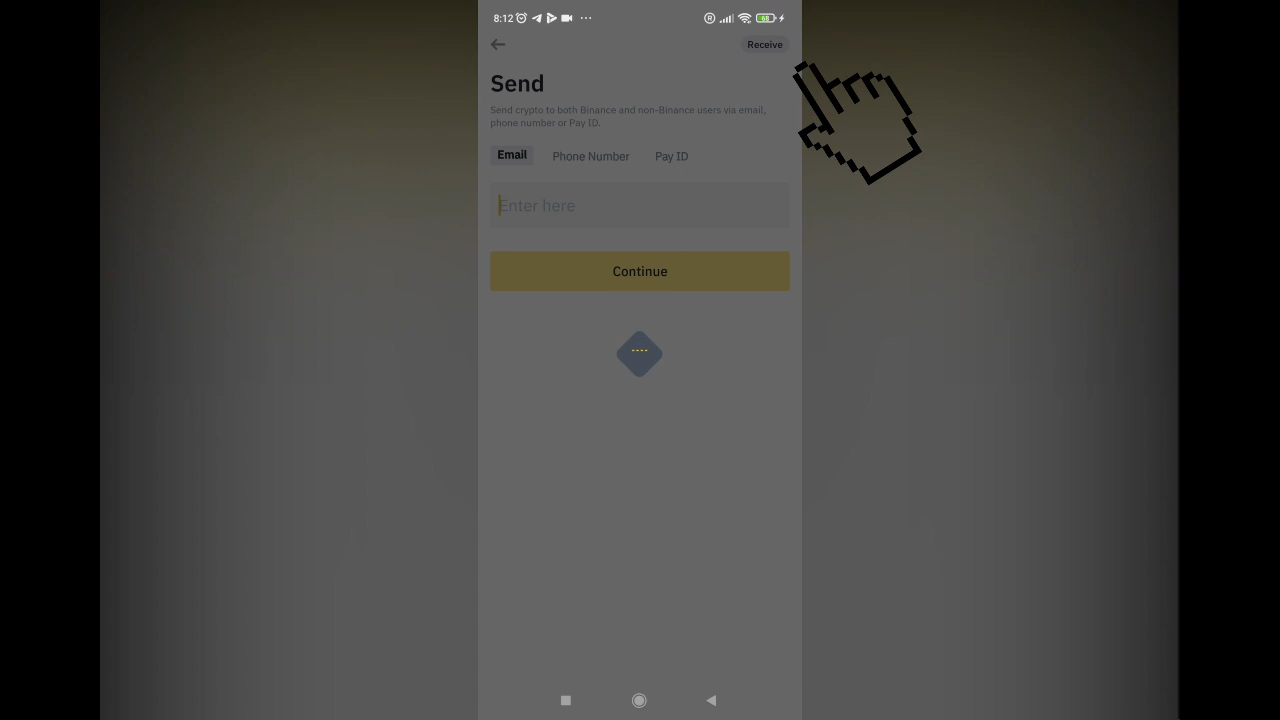 8:12
68
Receive
Send
Send crypto to both Binance and non-Binance users via email,
phone number or Pay ID.
Email Phone Number Pay ID
Enter here
Continue